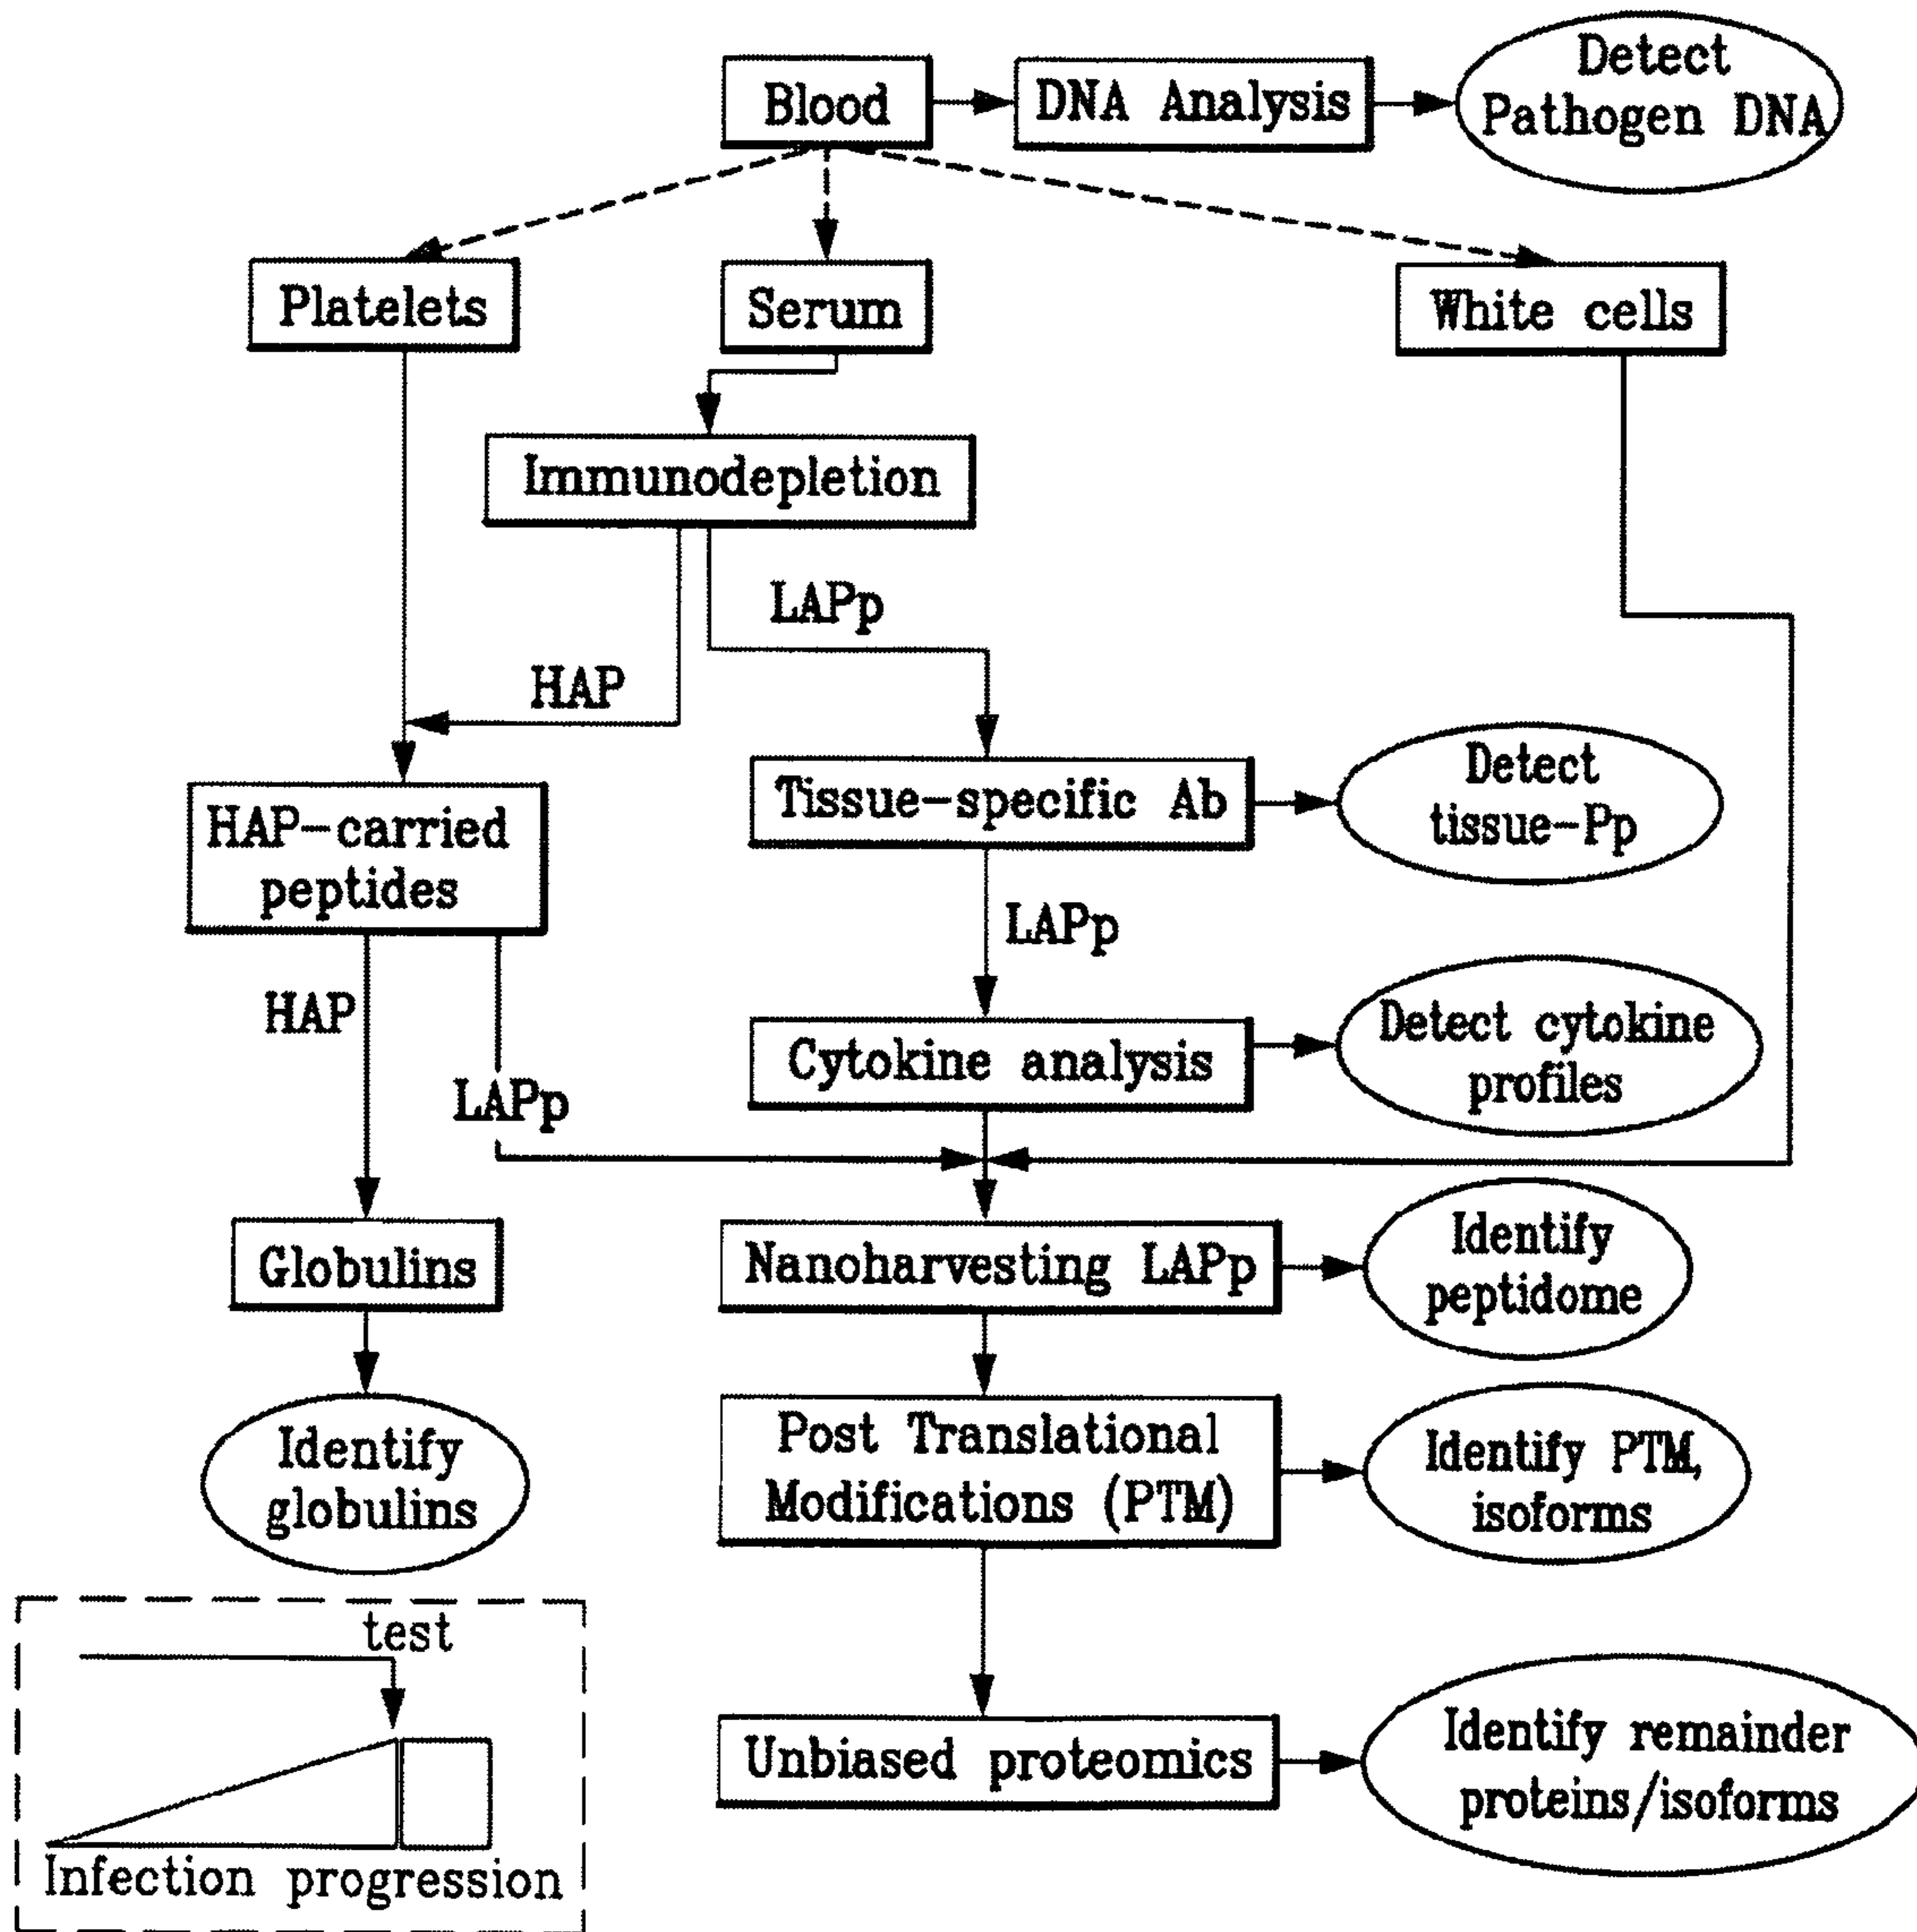 Blood
DNA Analysis
Detect
Pathogen DNA
Platelets
Serum
White cells
Immunodepletion
LAPp
HAP
HAP-carried
peptides
Tissue-specific Ab
Detect
tissue-Pp
LAPp
HAP
LAPp
Cytokine analysis
Detect cytokine
profiles
Globulins
Nanoharvesting LAPp
Identify
peptidome
Identify
globulins
Post Translational
Modifications (PTM)
Identify PTM,
isoforms
test
Infection progression
Unbiased proteomics
Identify remainder
proteins/isoforms